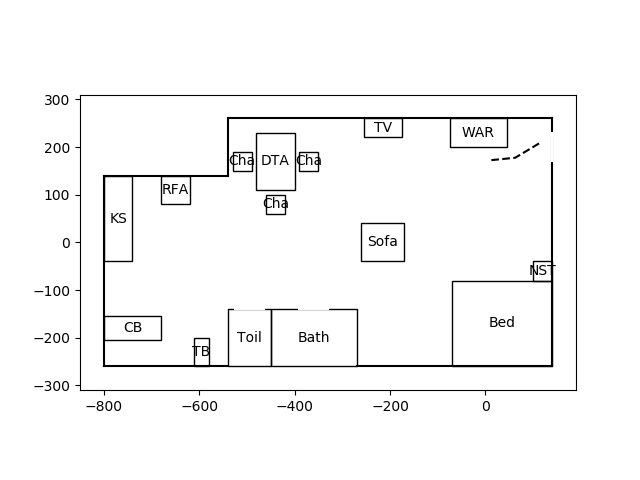 300
200
100
0
−100
−200
−300
−800
−600
−400
−200
0
TV
WAR
Cha
DTA
Cha
RFA
Cha
KS
Sofa
NST
Bed
CB
Toil
Bath
TB